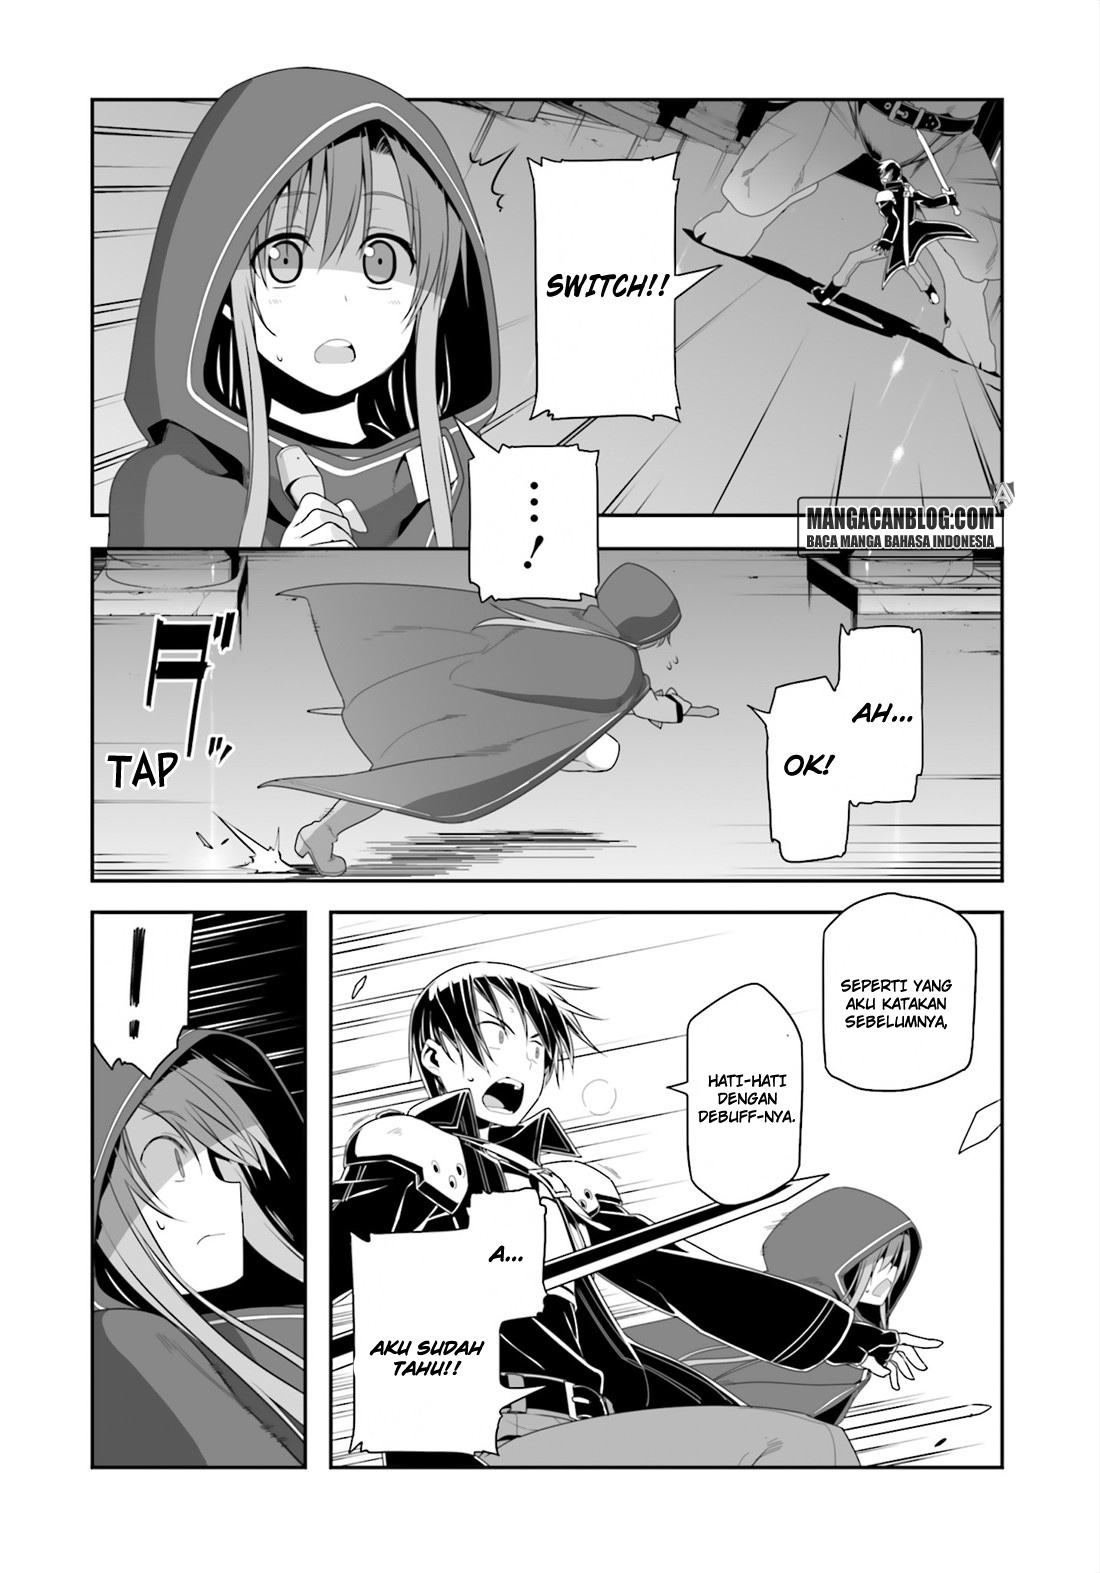 SWITCH!!
....!
MANGACANBLOG.COM
BACA MANGA BAHASA INDONESIA
AH...
OK!
ダッ
TAP
SEPERTI YANG
AKU KATAKAN
SEBELUMNYA,
HATI-HATI
DENGAN
DEBUFF-NYA.
A...
AKU SUDAH
TAHU!!
!